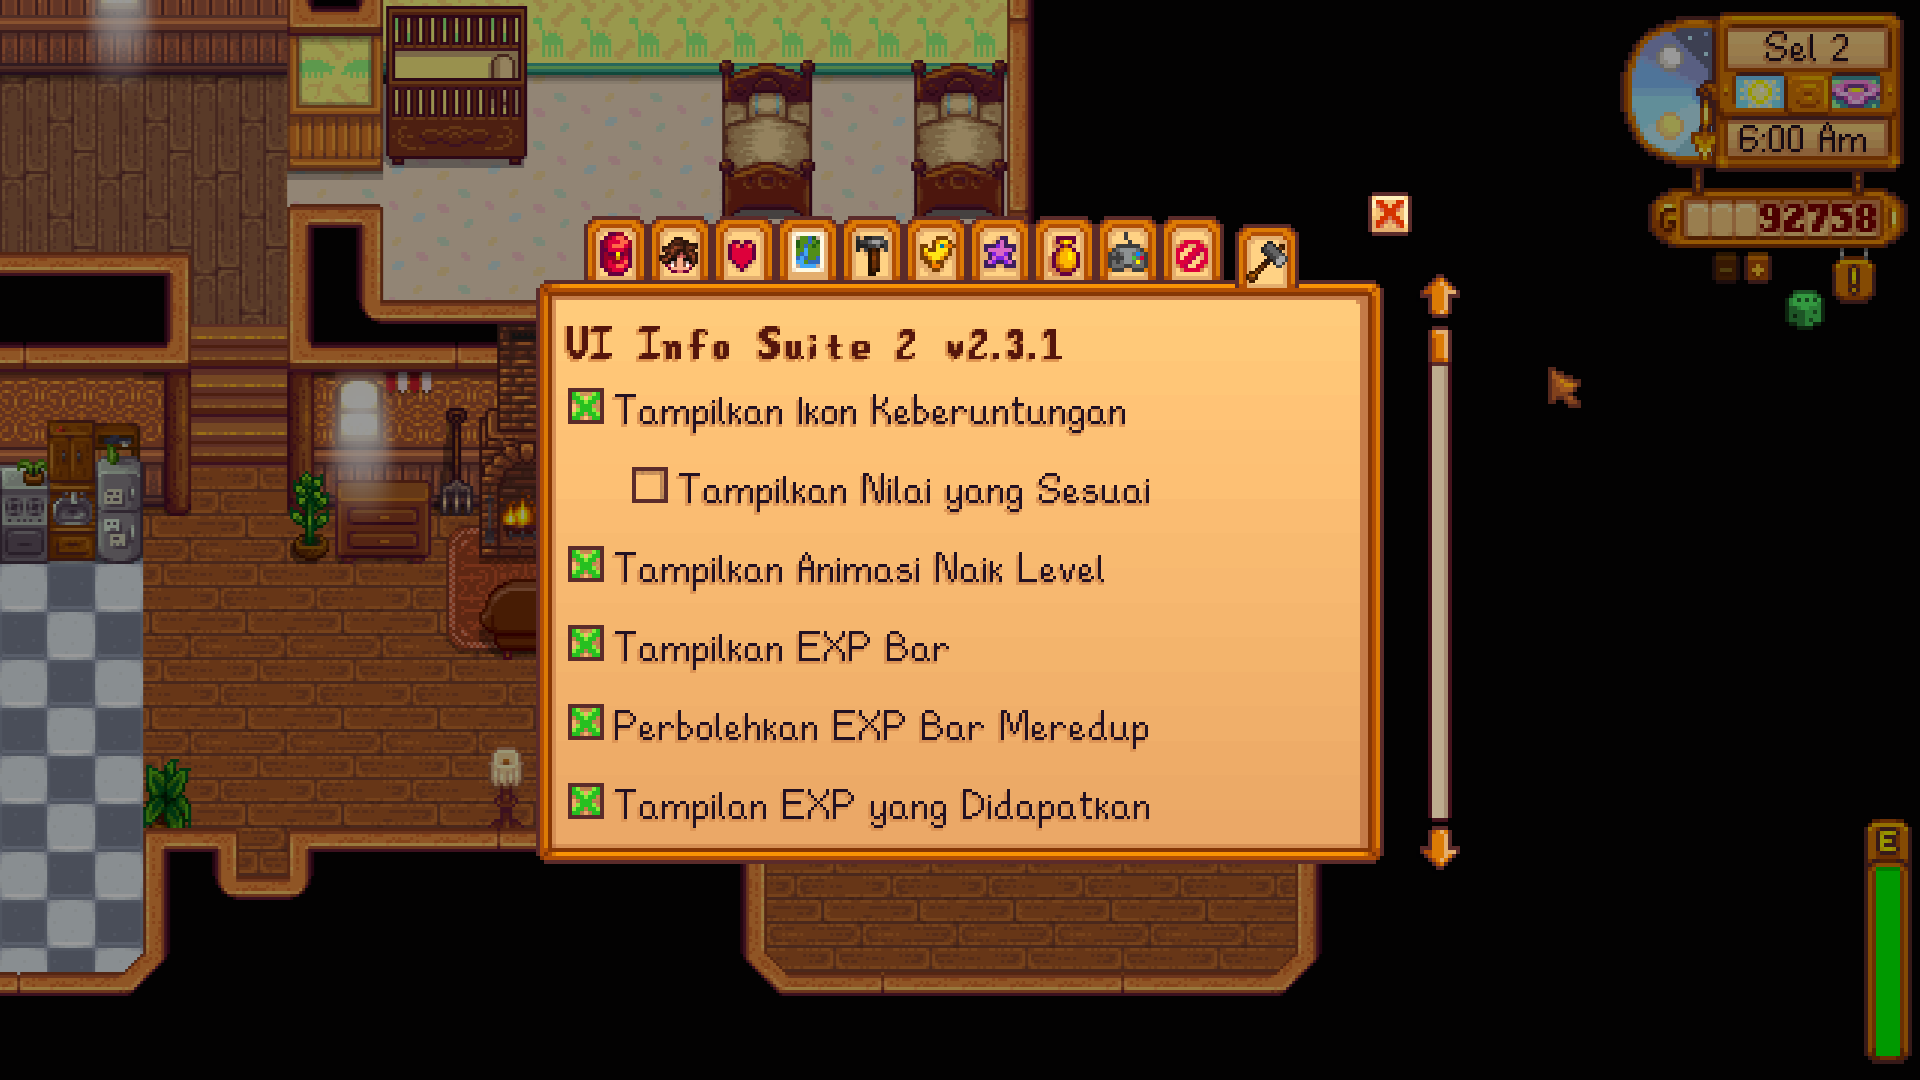 Sel 2
6:00 Am
G 92758
UI Info Suite 2 v2.3.1
Tampilkan Ikon Keberuntungan
Tampilkan Nilai yang Sesuai
Tampilkan Animasi Naik Level
Tampilkan EXP Bar
Perbolehkan EXP Bar Meredup
Tampilan EXP yang Didapatkan
E